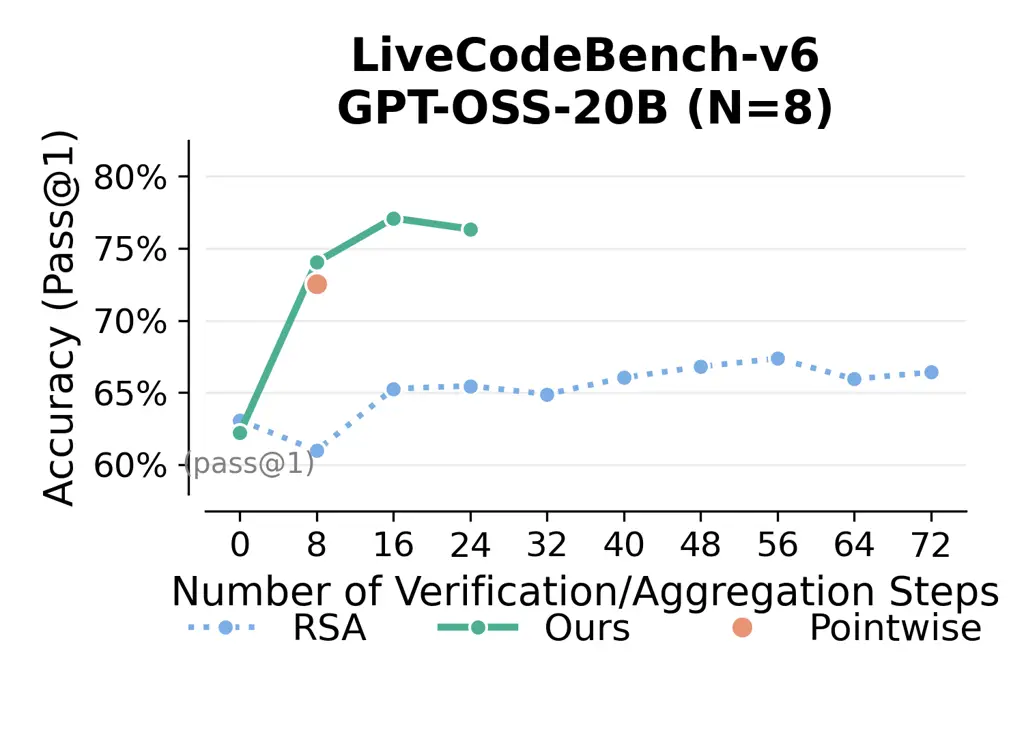 LiveCodeBench-v6
GPT-OSS-20B (N=8)
Accuracy (Pass@1)
80%
75%
70%
65%
60%
(pass@1)
0 8 16 24 32 40 48 56 64 72
Number of Verification/Aggregation Steps
RSA Ours Pointwise